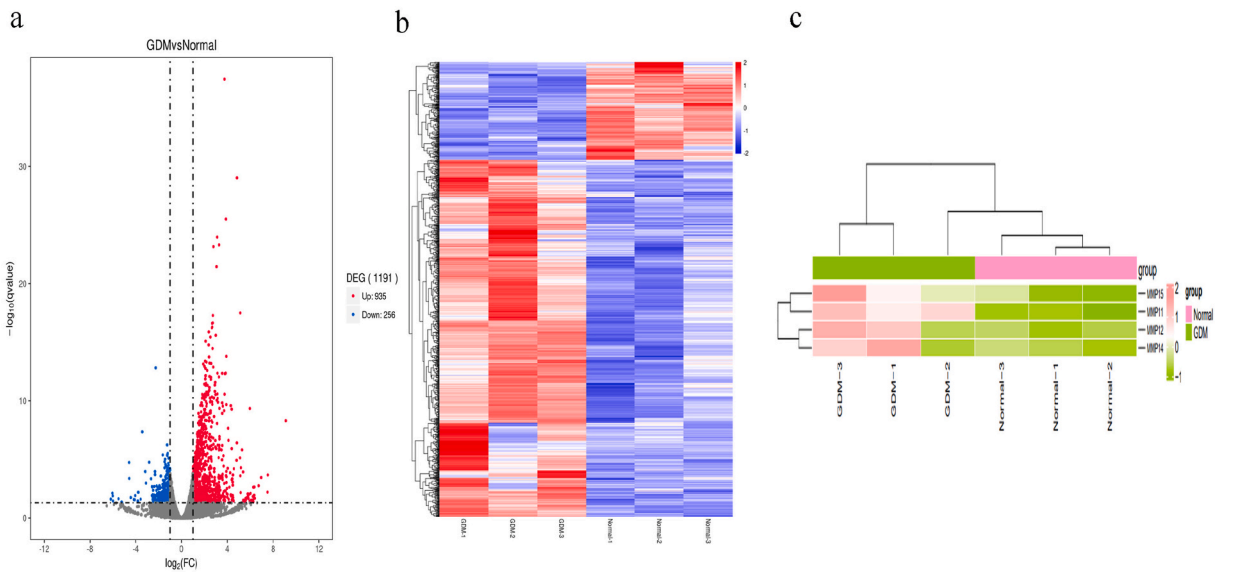 a
GDMvsNormal
30
20
10
0
-12
-8
-4
0
4
8
12
−log10(qvalue)
log2(FC)
DEG ( 1191 )
Up: 935
Down: 256
b
2
1
0
-1
-2
GDM-1
GDM-2
GDM-3
Normal-1
Normal-2
Normal-3
c
group
MMP15
MMP11
MMP12
MMP14
GDM-3
GDM-1
GDM-2
Normal-3
Normal-1
Normal-2
2
1
0
-1
group
Normal
GDM